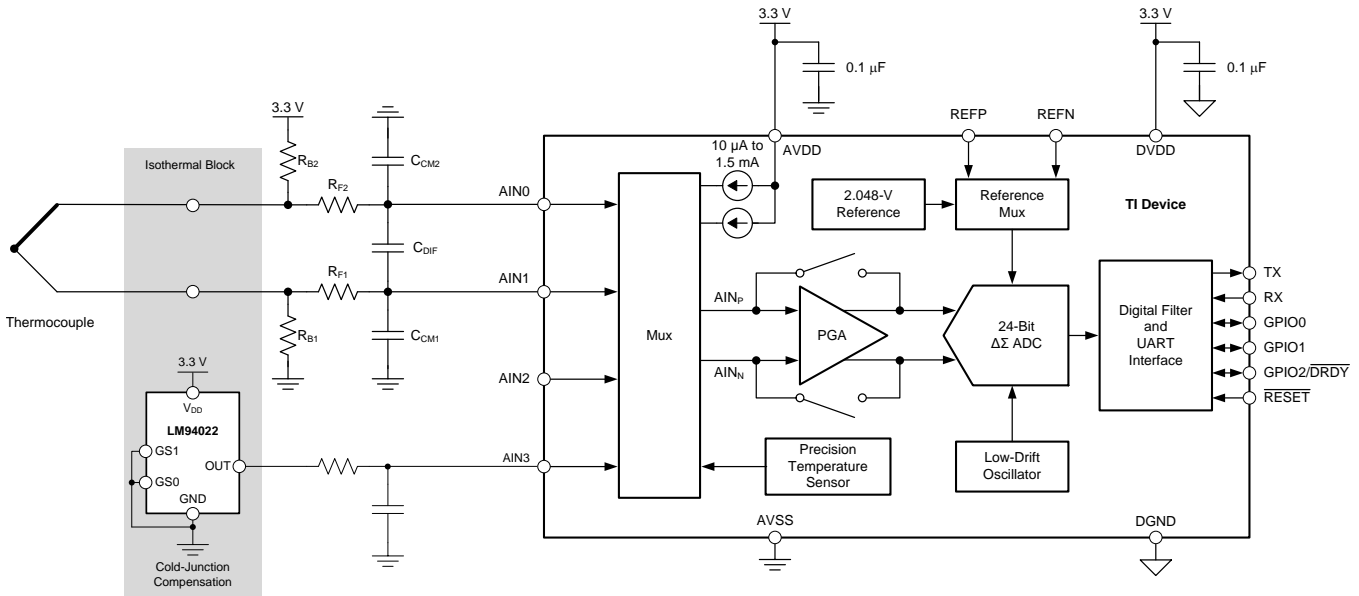 3.3 V
3.3 V
0.1 μF
0.1 μF
3.3 V
REFP
REFN
Isothermal Block
R_B2
C_CM2
10 μA to
1.5 mA
AVDD
DVDD
R_F2
AIN0
2.048-V
Reference
Reference
Mux
TI Device
C_DIF
R_F1
AIN1
TX
Thermocouple
R_B1
C_CM1
Mux
AIN_P
PGA
AIN_N
24-Bit
ΔΣ ADC
Digital Filter
and
UART
Interface
RX
GPIO0
GPIO1
GPIO2/D̅R̅D̅Y̅
R̅E̅S̅E̅T̅
3.3 V
AIN2
V_DD
LM94022
GS1
OUT
GS0
GND
AIN3
Precision
Temperature
Sensor
Low-Drift
Oscillator
AVSS
DGND
Cold-Junction
Compensation